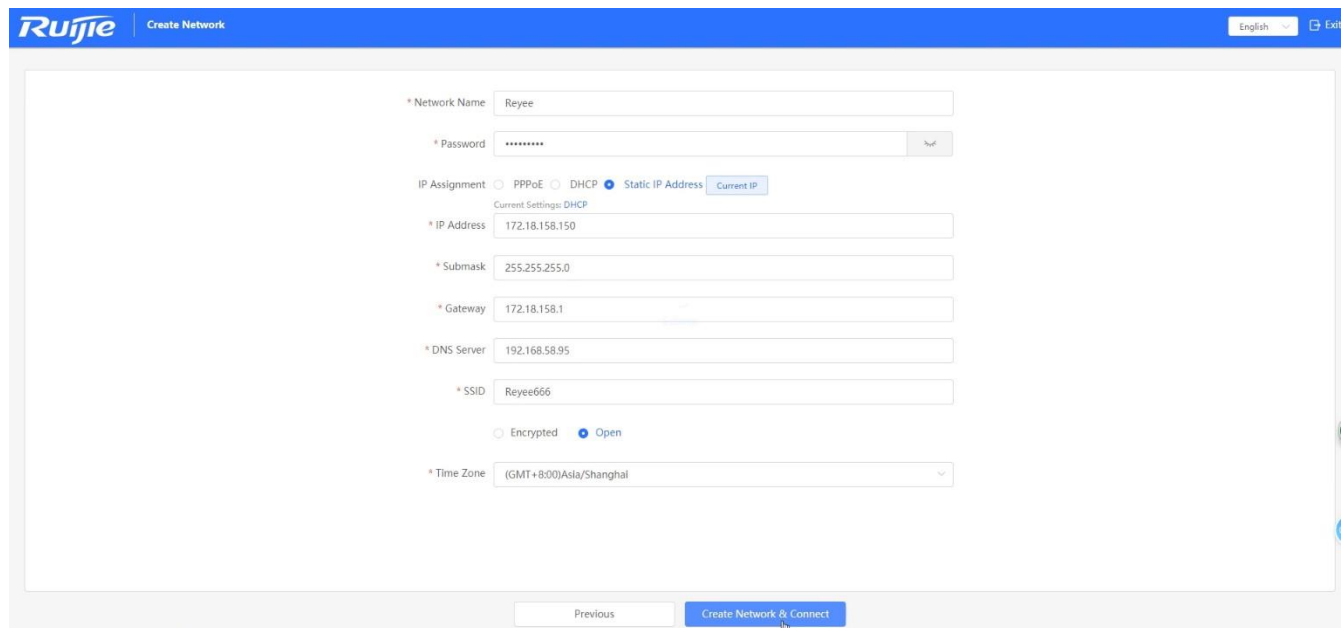 Ruijie Create Network English Exit
* Network Name Reyee
* Password •••••••••
IP Assignment PPPoE DHCP Static IP Address Current IP
Current Settings: DHCP
* IP Address 172.18.158.150
* Submask 255.255.255.0
* Gateway 172.18.158.1
* DNS Server 192.168.58.95
* SSID Reyee666
Encrypted Open
* Time Zone (GMT+8:00)Asia/Shanghai
Previous Create Network & Connect